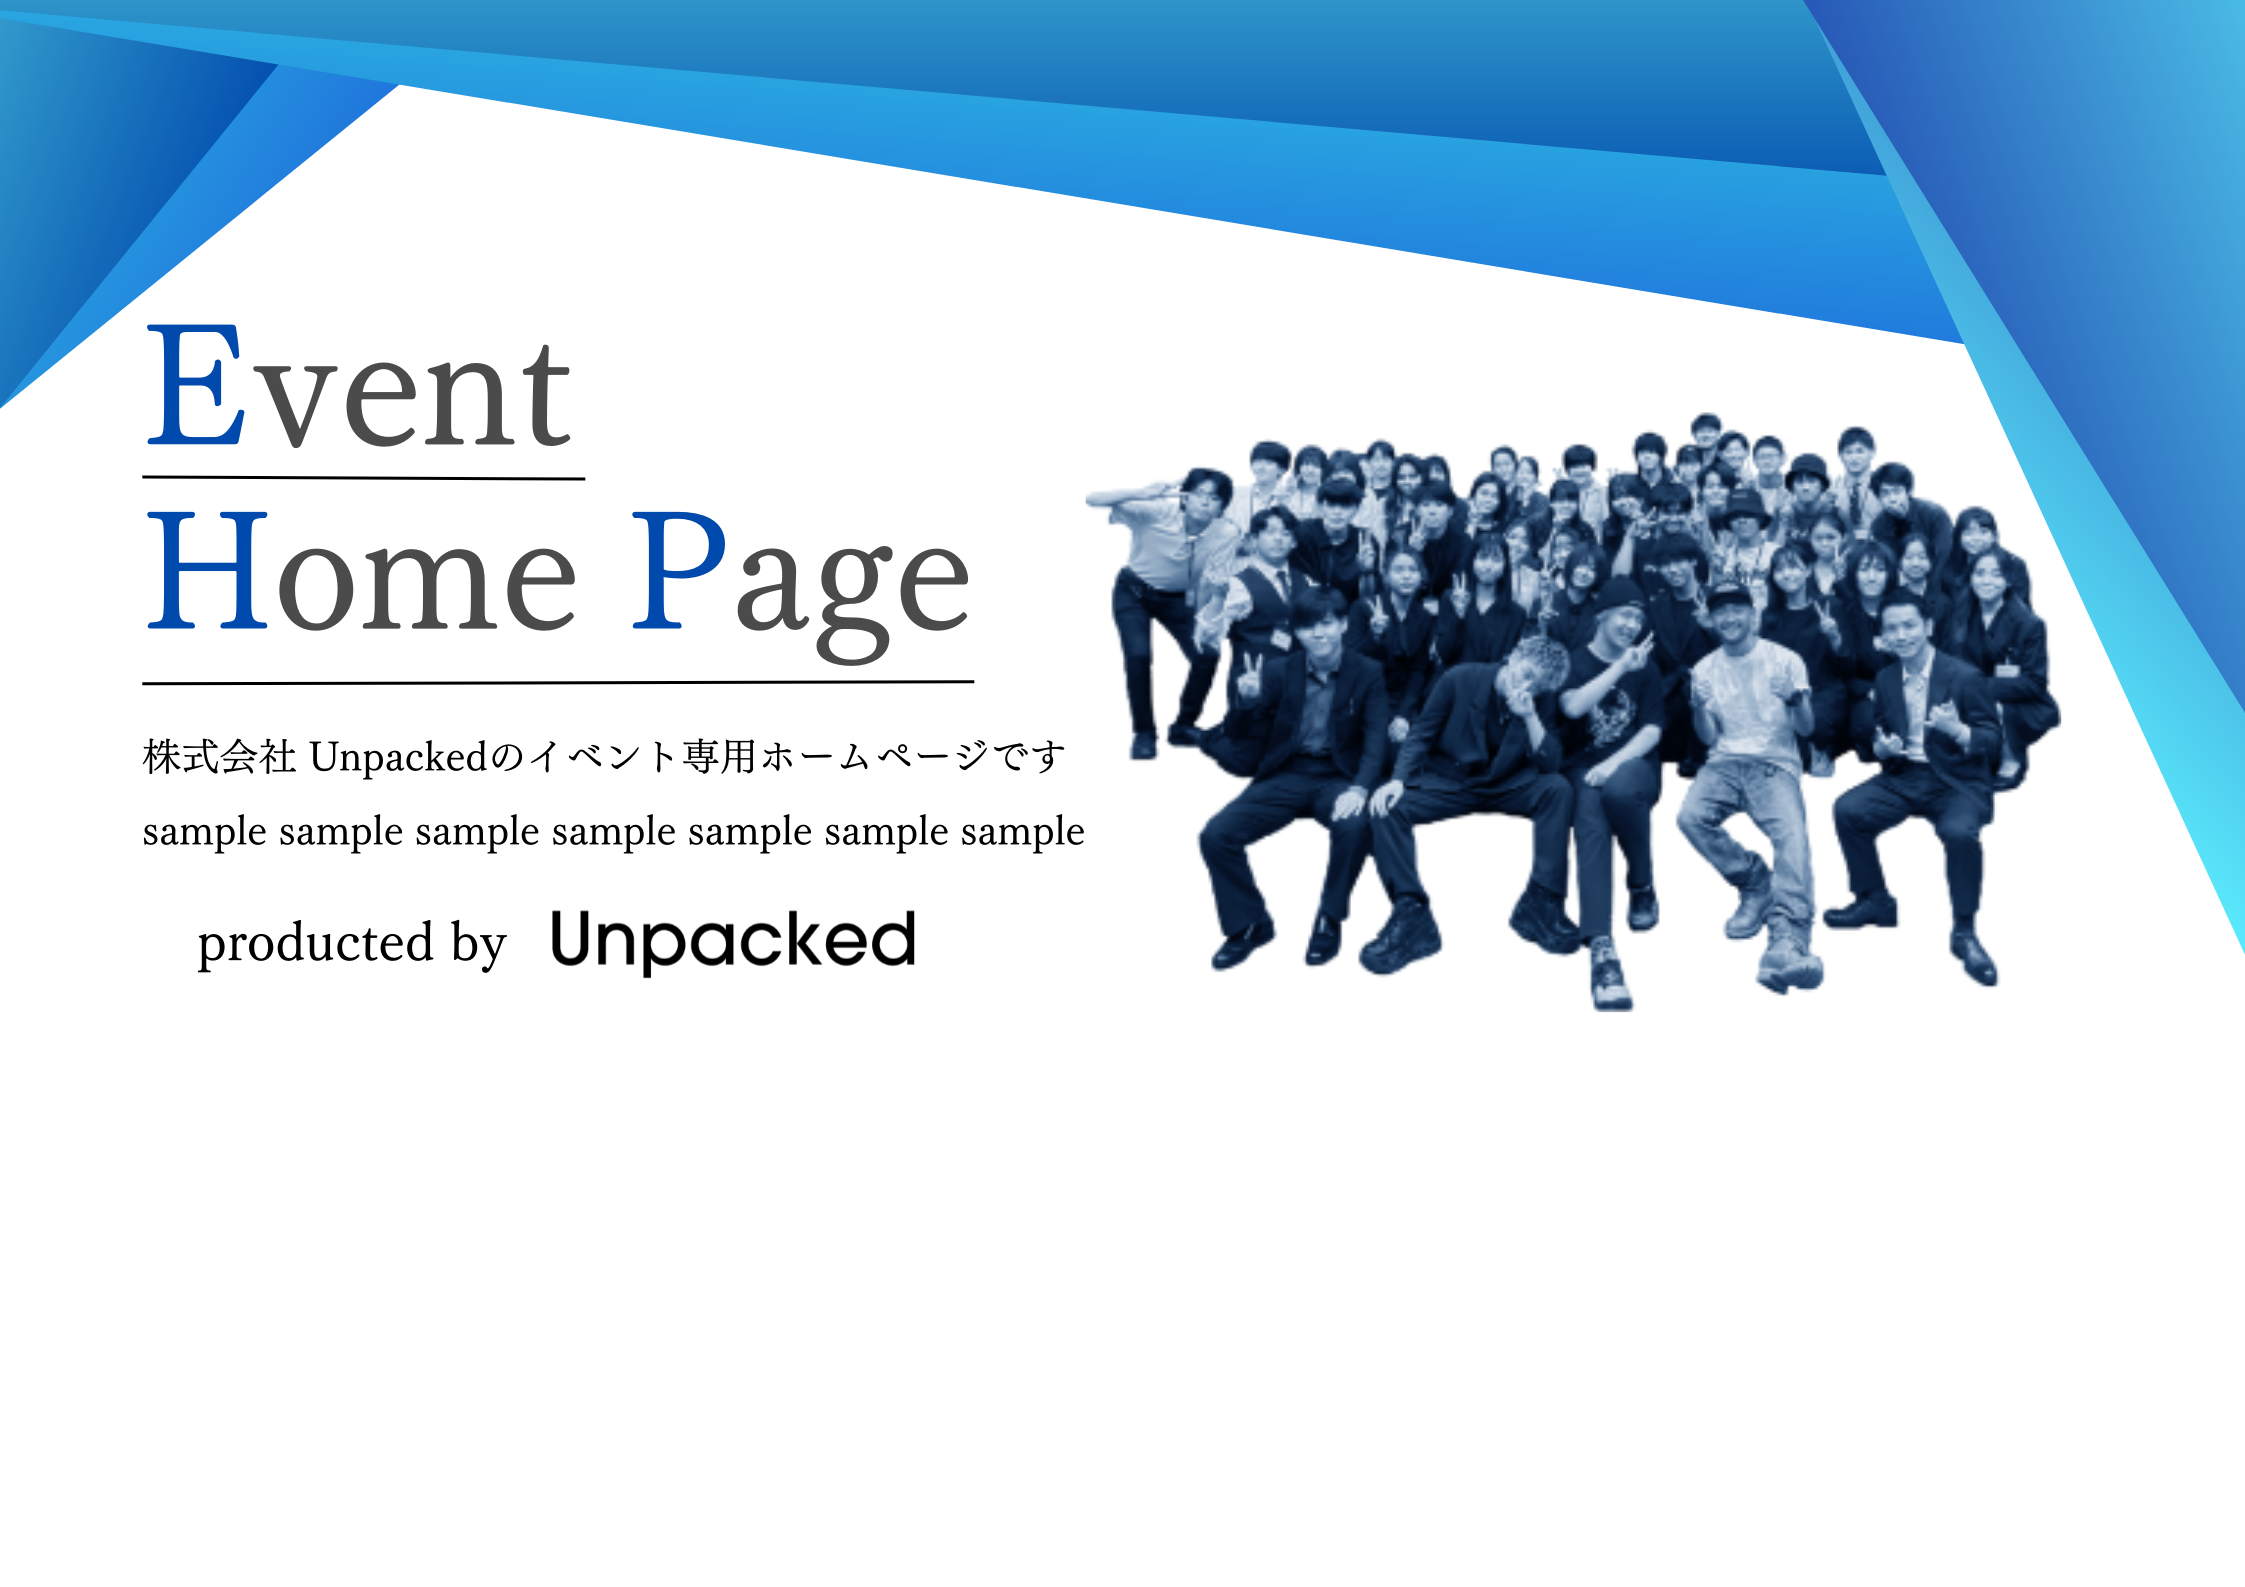 Event
Home Page
株式会社 Unpackedのイベント専用ホームページです
sample sample sample sample sample sample sample
producted by Unpacked